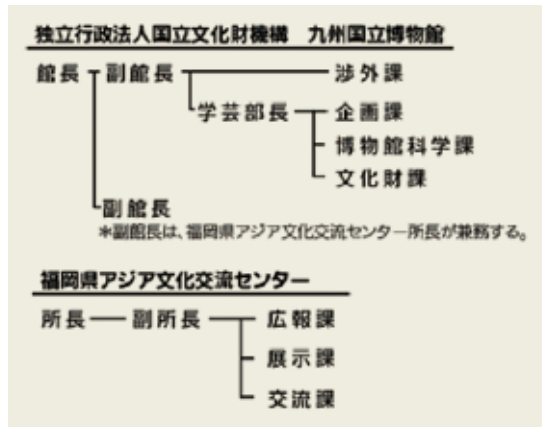 独立行政法人国立文化財機構 九州国立博物館
館長 副館長 渉外課
学芸部長 企画課
博物館科学課
文化財課
副館長
*副館長は、福岡県アジア文化交流センター所長が兼務する。
福岡県アジア文化交流センター
所長 副所長 広報課
展示課
交流課